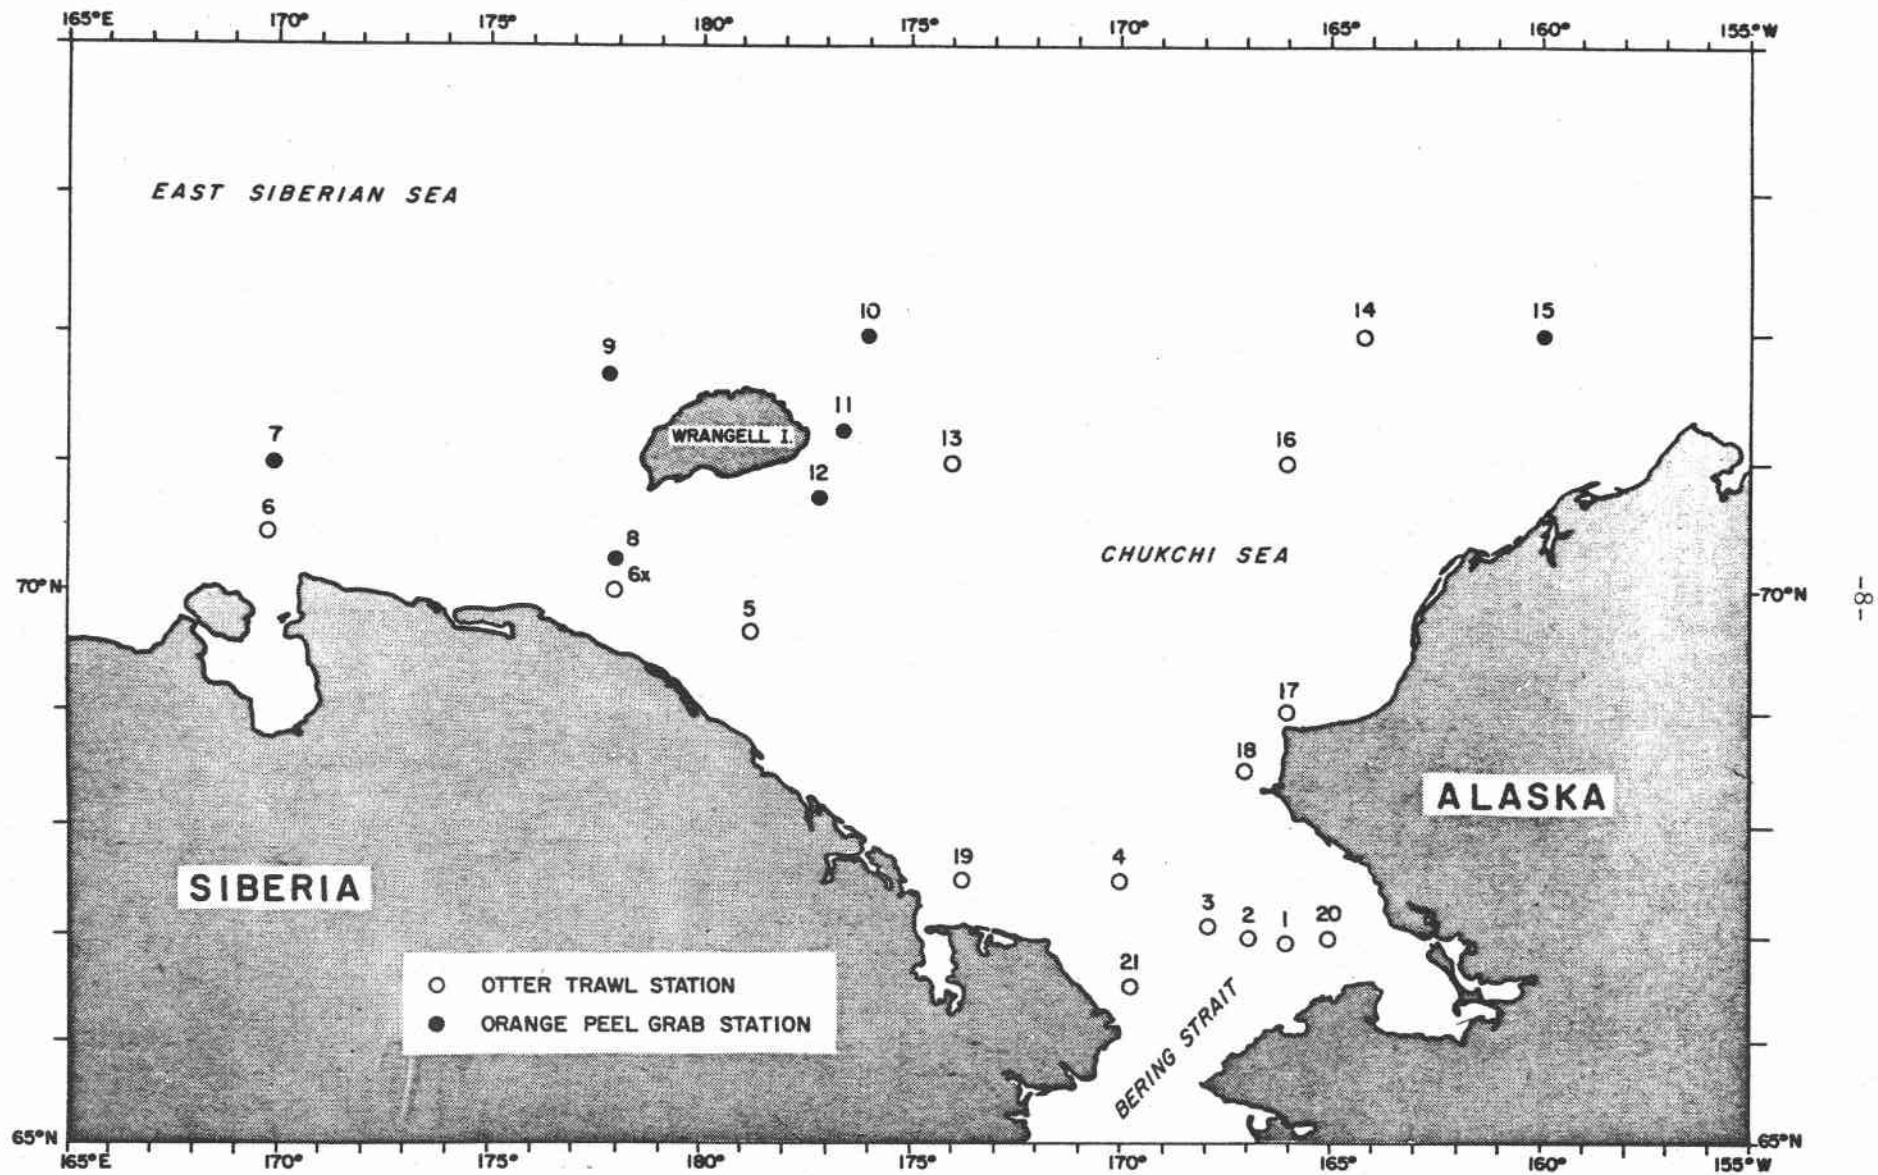 165°E 170° 175° 180° 175° 170° 165° 160° 155°W
EAST SIBERIAN SEA
10 14 15
9
11
7 WRANGELL I. 13 16
12
6
8 CHUKCHI SEA
6x
70°N 70°N
5
-8-
17
18
ALASKA
19 4
SIBERIA
3 2 1 20
21
OTTER TRAWL STATION
ORANGE PEEL GRAB STATION
BERING STRAIT
65°N 65°N
165°E 170° 175° 180° 175° 170° 165° 160° 155°W